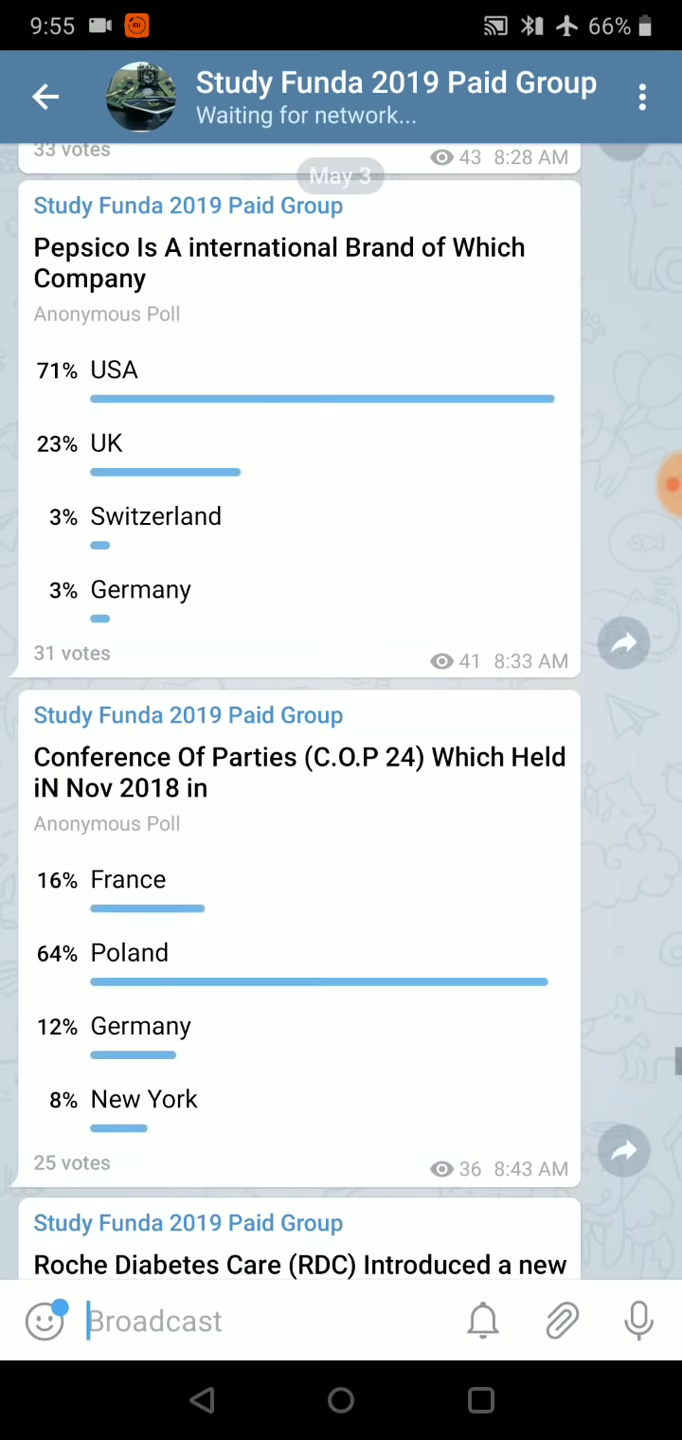 9:55
66%
Study Funda 2019 Paid Group
Waiting for network...
33 votes
43 8:28 AM
May 3
Study Funda 2019 Paid Group
Pepsico Is A international Brand of Which
Company
Anonymous Poll
71% USA
23% UK
3% Switzerland
3% Germany
31 votes
41 8:33 AM
Study Funda 2019 Paid Group
Conference Of Parties (C.O.P 24) Which Held
iN Nov 2018 in
Anonymous Poll
16% France
64% Poland
12% Germany
8% New York
25 votes
36 8:43 AM
Study Funda 2019 Paid Group
Roche Diabetes Care (RDC) Introduced a new
Broadcast